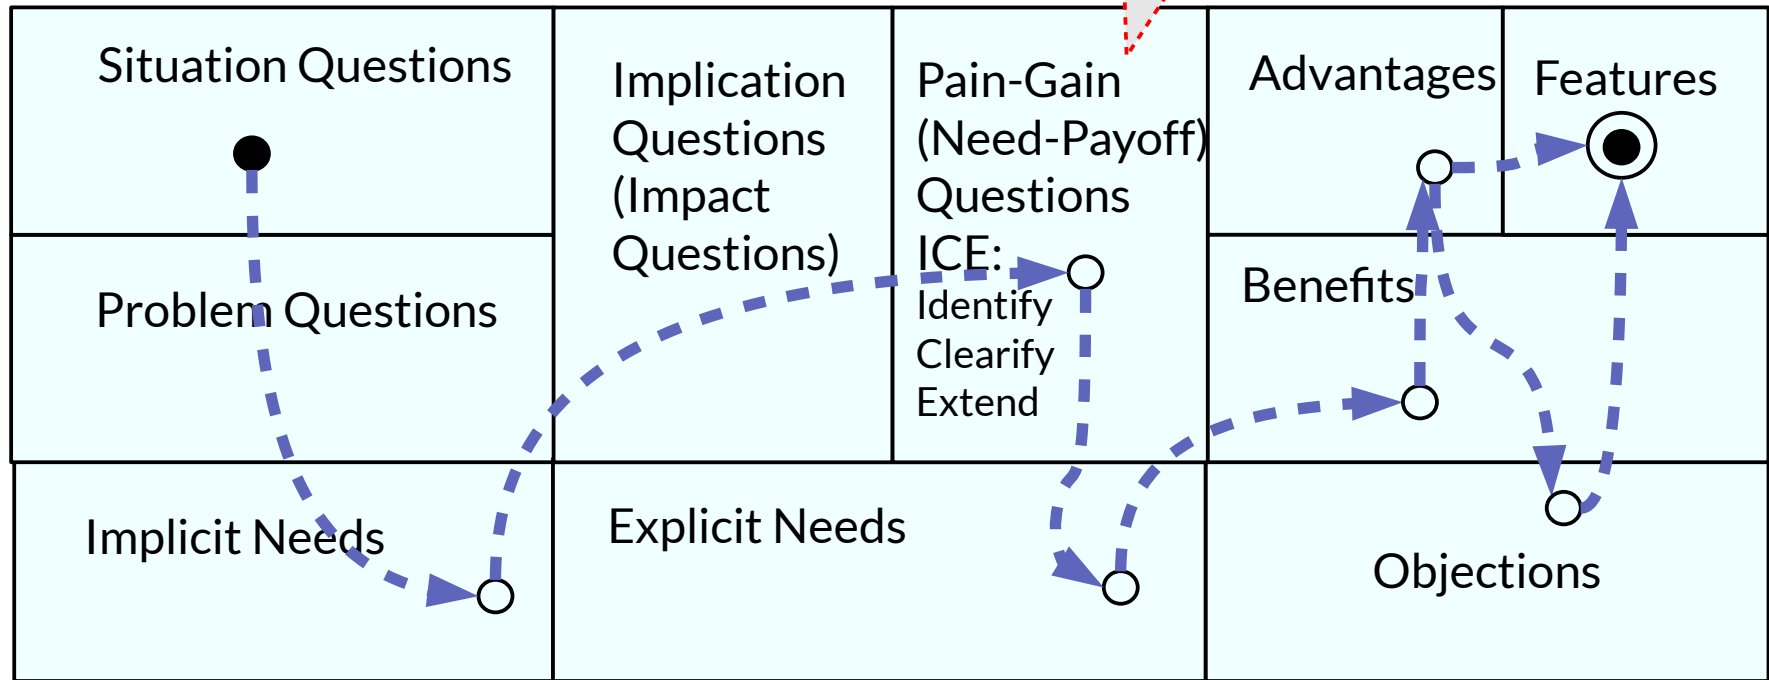 Situation Questions
Problem Questions
Implicit Needs
Implication
Questions
(Impact
Questions)
Pain-Gain
(Need-Payoff)
Questions
ICE:
Identify
Clearify
Extend
Explicit Needs
Advantages
Features
Benefits
Objections